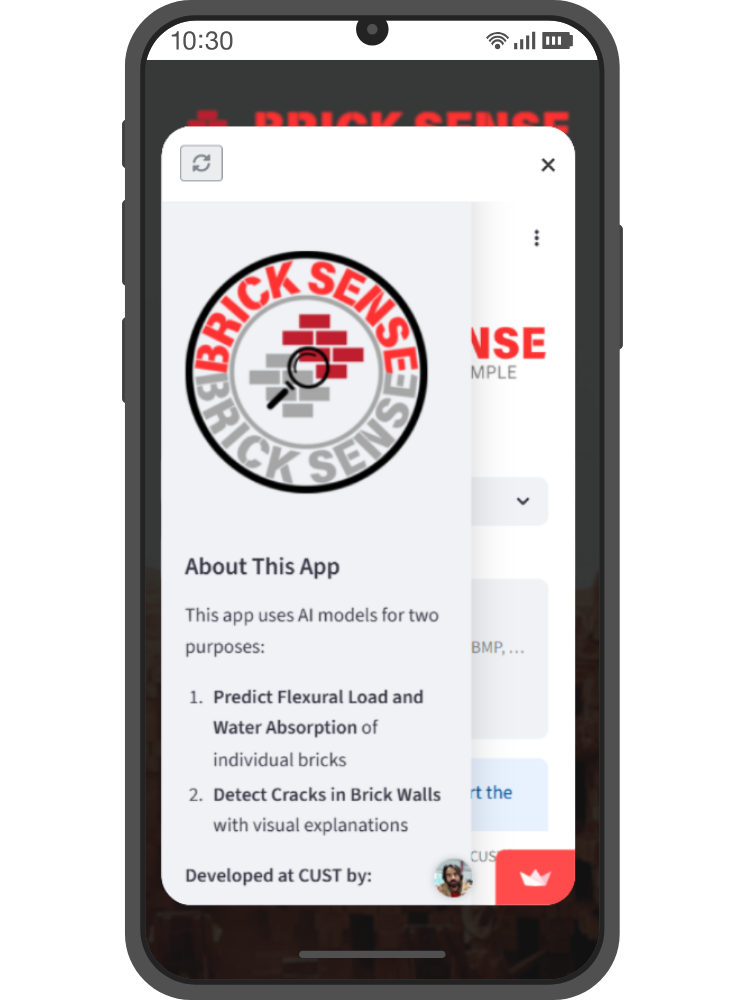 10:30
BRICK SENSE
BRICK SENSE
BRICK SENSE
NSE
MPLE
About This App
This app uses AI models for two
purposes:
BMP, ...
1. Predict Flexural Load and
Water Absorption of
individual bricks
2. Detect Cracks in Brick Walls
with visual explanations
rt the
Developed at CUST by:
CUS